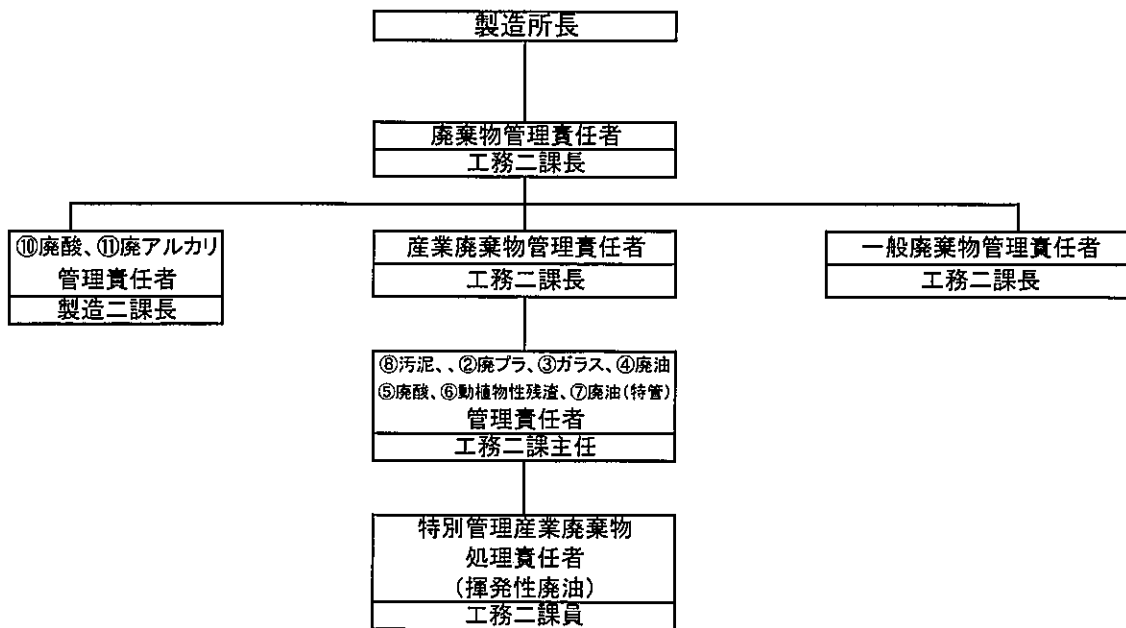 製造所長
廃棄物管理責任者
工務二課長
⑩廃酸、⑪廃アルカリ
管理責任者
製造二課長
産業廃棄物管理責任者
工務二課長
一般廃棄物管理責任者
工務二課長
⑧汚泥、、②廃プラ、③ガラス、④廃油
⑤廃酸、⑥動植物性残渣、⑦廃油(特管)
管理責任者
工務二課主任
特別管理産業廃棄物
処理責任者
(揮発性廃油)
工務二課員